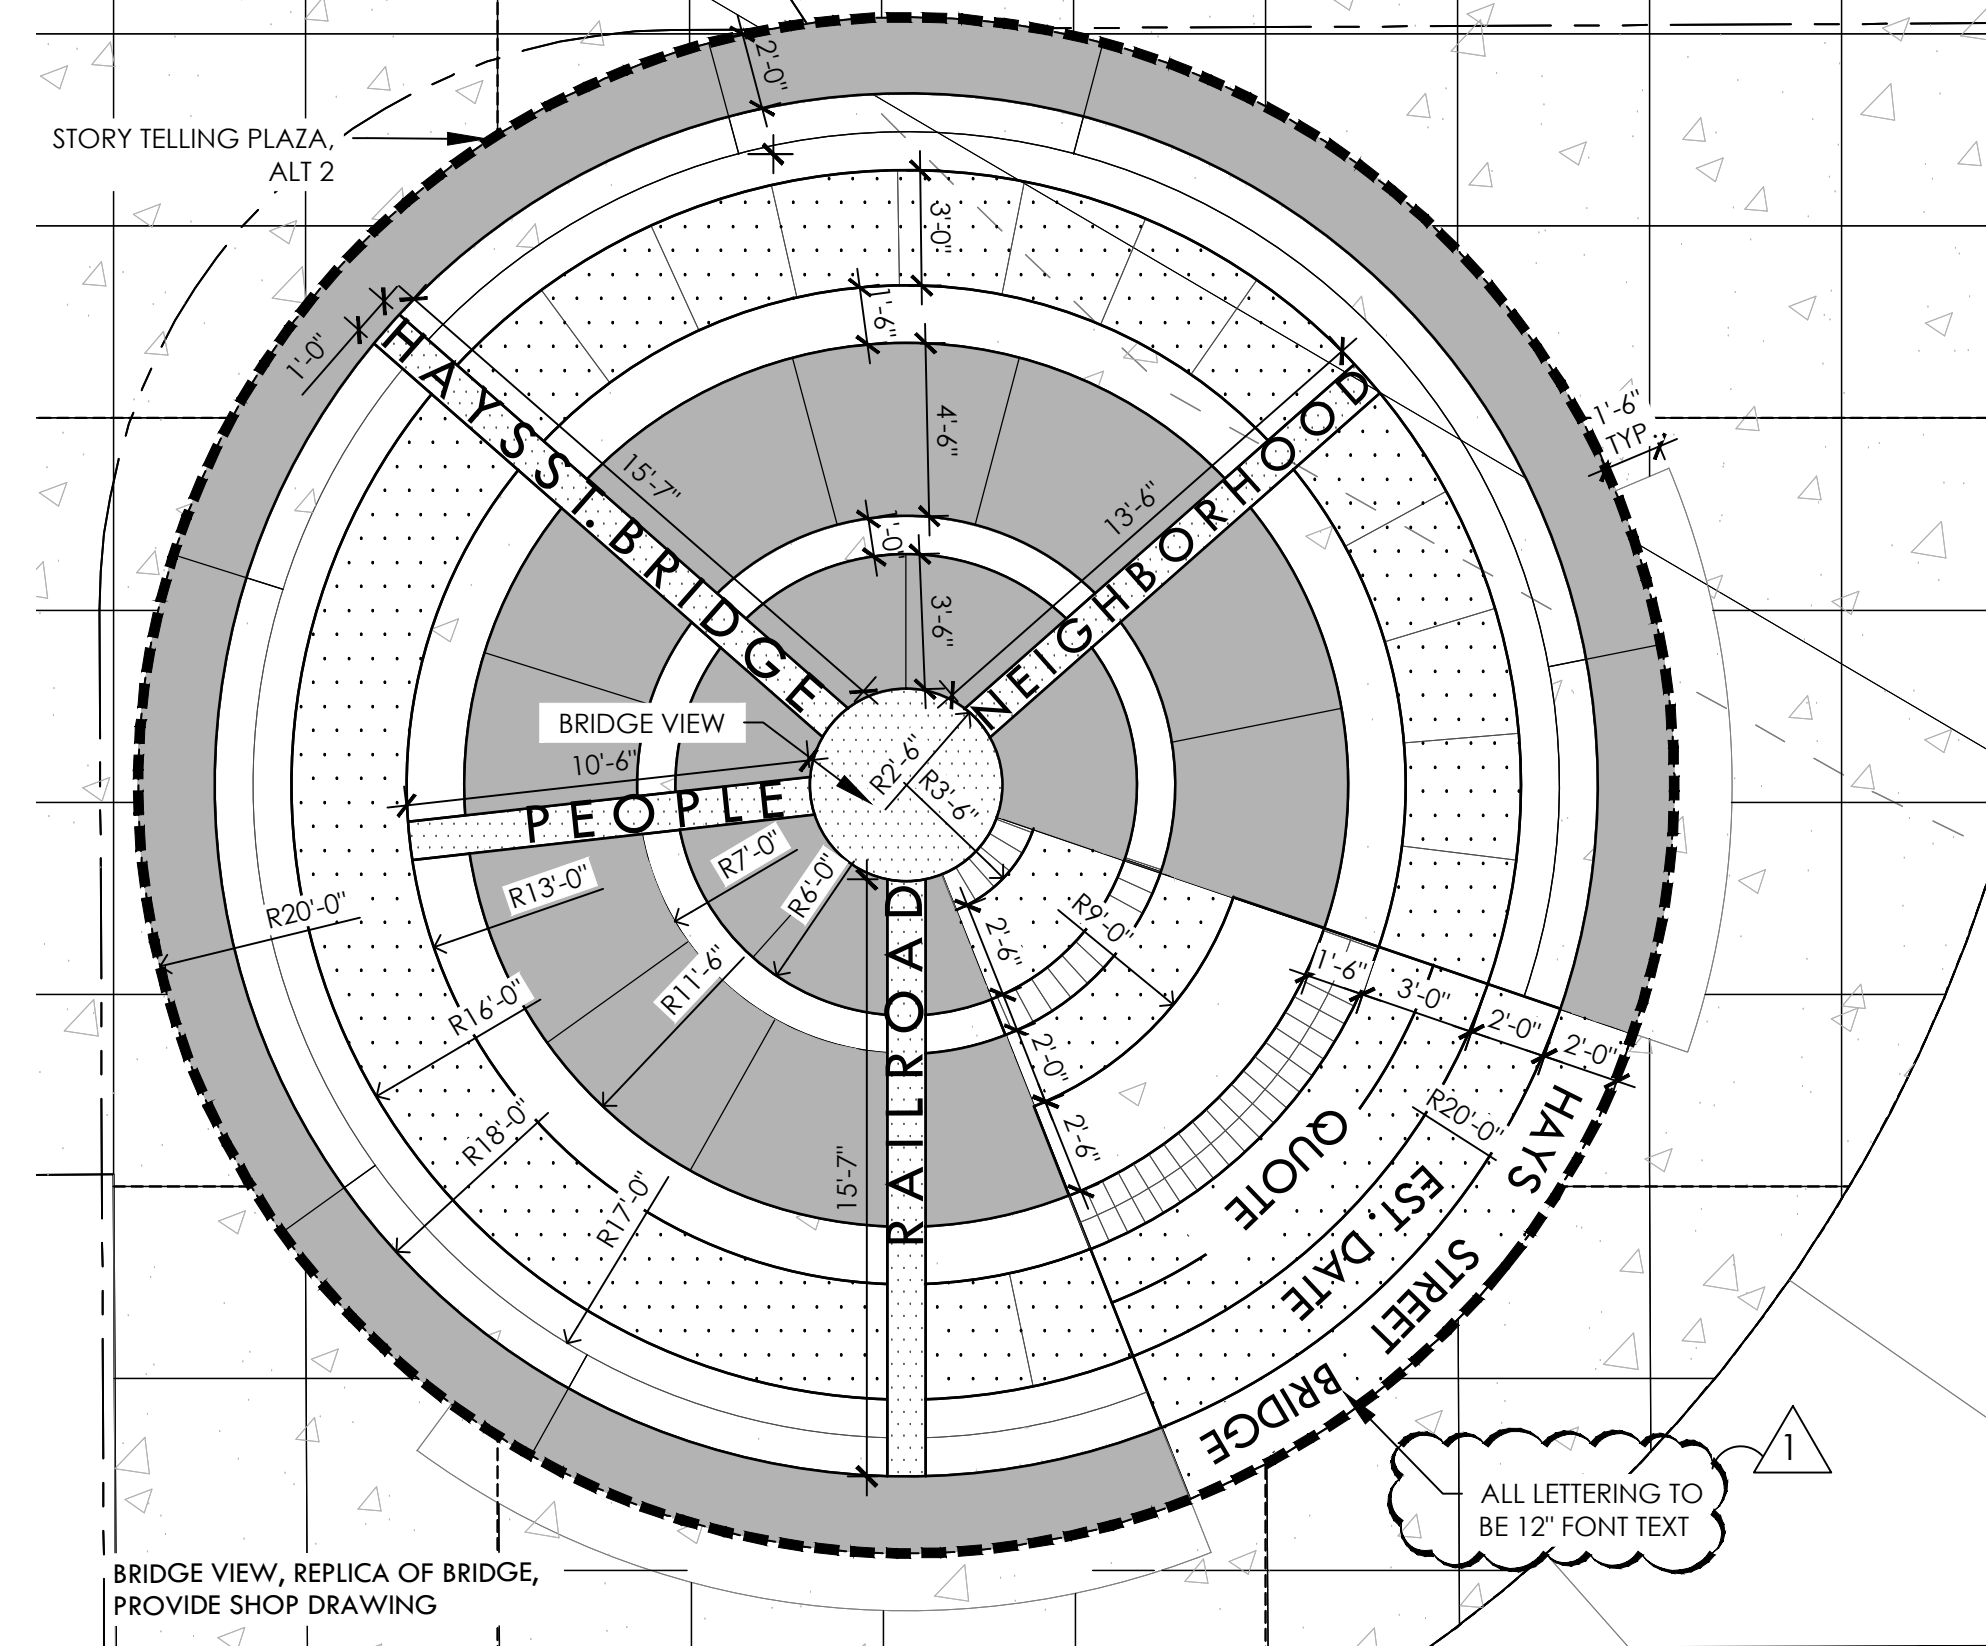 2'-0"
STORY TELLING PLAZA,
ALT 2
3'-0"
1'-6"
1'-0"
HAYS ST. BRIDGE
15'-7"
4'-6"
13'-6"
NEIGHBORHOOD
1'-6"
TYP.
1'-0"
3'-6"
BRIDGE VIEW
10'-6"
PEOPLE
R2'-6"
R3'-6"
R7'-0"
R6'-0"
R13'-0"
R20'-0"
R11'-6"
R16'-0"
R18'-0"
R17'-0"
RAILROAD
15'-7"
2'-6"
R9'-0"
2'-0"
2'-6"
1'-6"
3'-0"
2'-0"
2'-0"
R20'-0"
QUOTE
EST. DATE
HAYS STREET BRIDGE
1
ALL LETTERING TO
BE 12" FONT TEXT
BRIDGE VIEW, REPLICA OF BRIDGE,
PROVIDE SHOP DRAWING